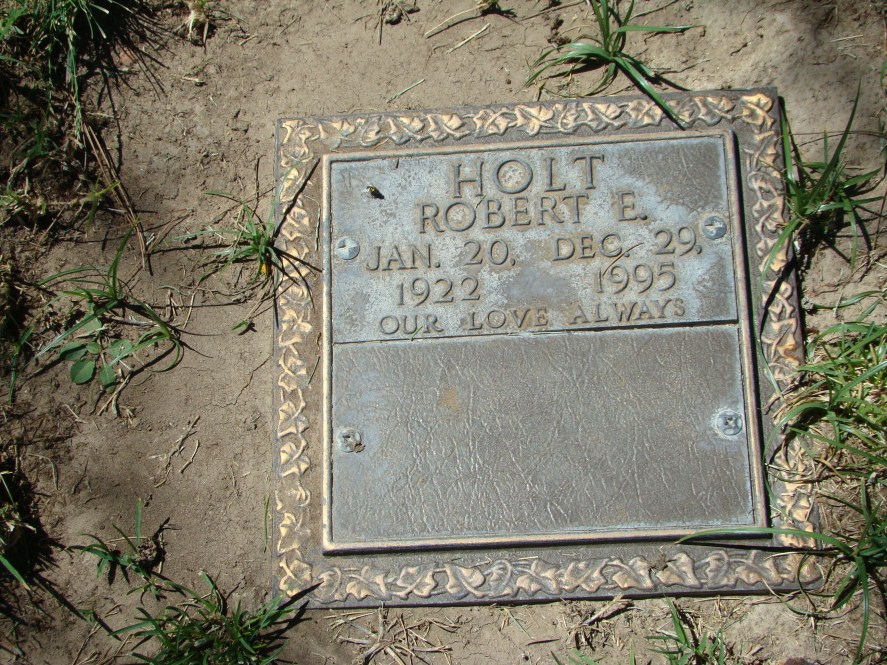 HOLT
ROBERT E.
JAN. 20, DEC. 29,
1922 1995
OUR LOVE ALWAYS